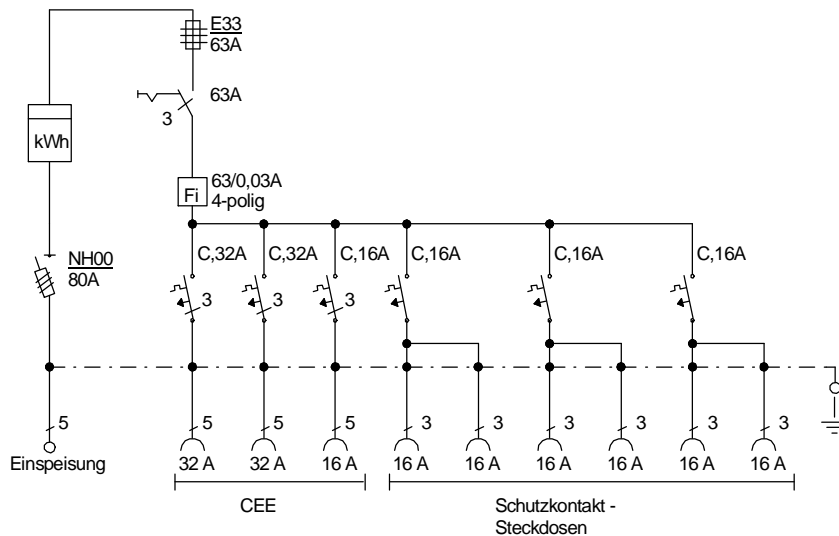 E33
63A
63A
3
kWh
63/0,03A
Fi
4-polig
NH00
80A
C,32A
C,32A
C,16A
C,16A
C,16A
C,16A
3
3
3
5
5
5
5
3
3
3
3
3
3
Einspeisung
32 A
32 A
16 A
16 A
16 A
16 A
16 A
16 A
16 A
CEE
Schutzkontakt -
Steckdosen